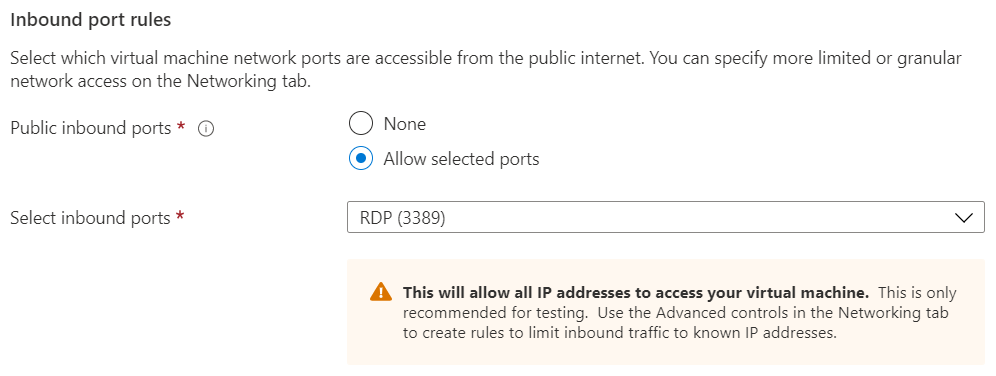 Inbound port rules
Select which virtual machine network ports are accessible from the public internet. You can specify more limited or granular
network access on the Networking tab.
Public inbound ports *
None
Allow selected ports
Select inbound ports *
RDP (3389)
This will allow all IP addresses to access your virtual machine. This is only
recommended for testing. Use the Advanced controls in the Networking tab
to create rules to limit inbound traffic to known IP addresses.